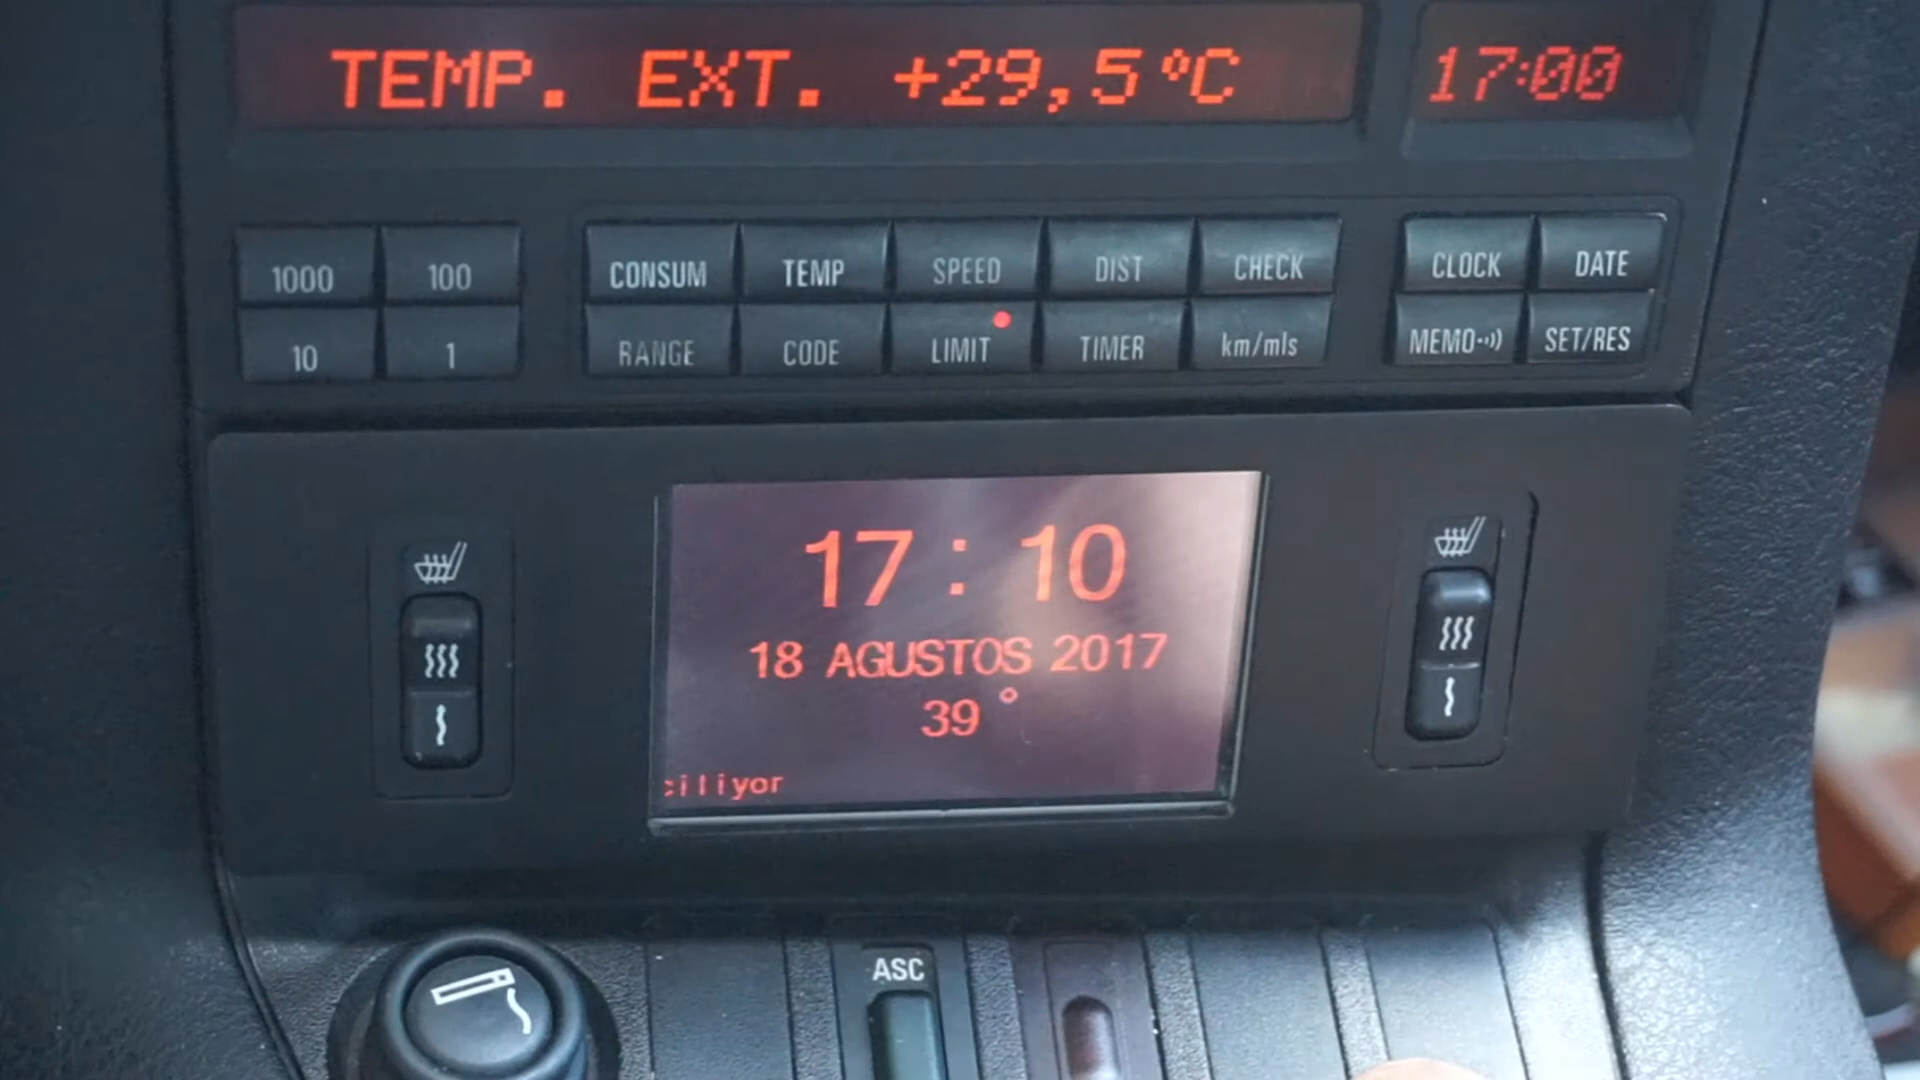 TEMP. EXT. +29,5°C 17:00
1000 100 CONSUM TEMP SPEED DIST CHECK CLOCK DATE
10 1 RANGE CODE LIMIT TIMER km/mls MEMO SET/RES
17 : 10
18 AGUSTOS 2017
39 °
iliyor
ASC